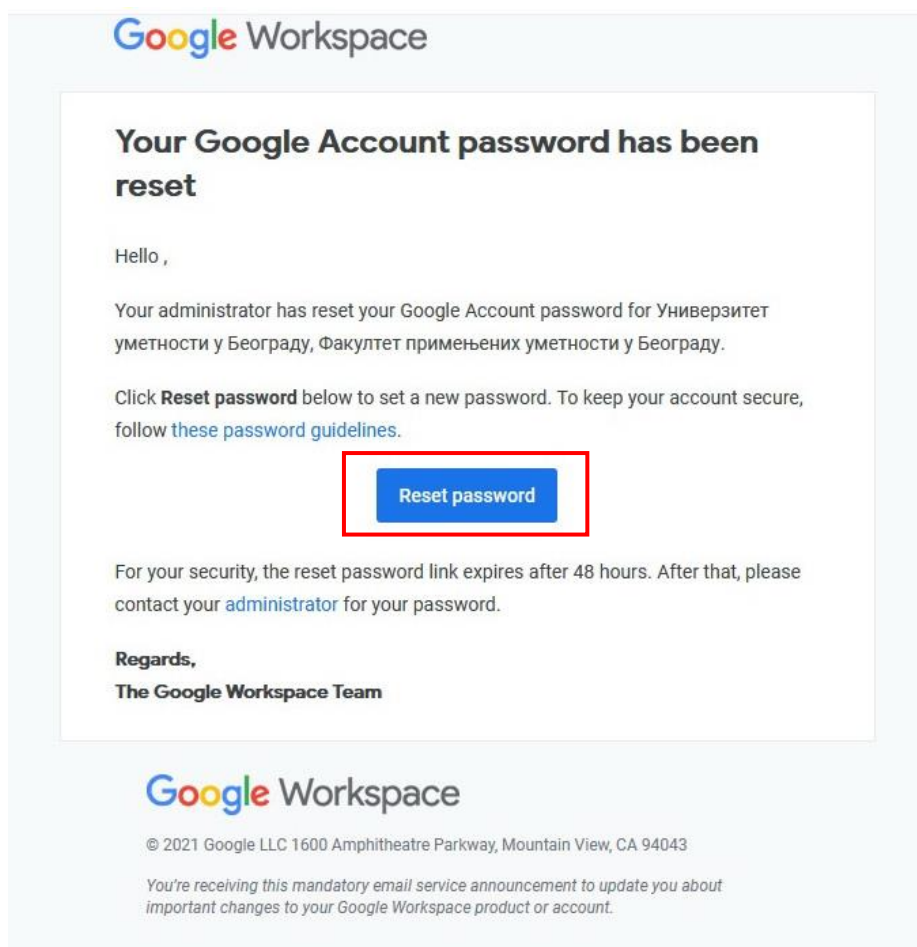 Google Workspace
Your Google Account password has been
reset
Hello ,
Your administrator has reset your Google Account password for Универзитет
уметности у Београду, Факултет примењених уметности у Београду.
Click Reset password below to set a new password. To keep your account secure,
follow these password guidelines.
Reset password
For your security, the reset password link expires after 48 hours. After that, please
contact your administrator for your password.
Regards,
The Google Workspace Team
Google Workspace
© 2021 Google LLC 1600 Amphitheatre Parkway, Mountain View, CA 94043
You're receiving this mandatory email service announcement to update you about
important changes to your Google Workspace product or account.